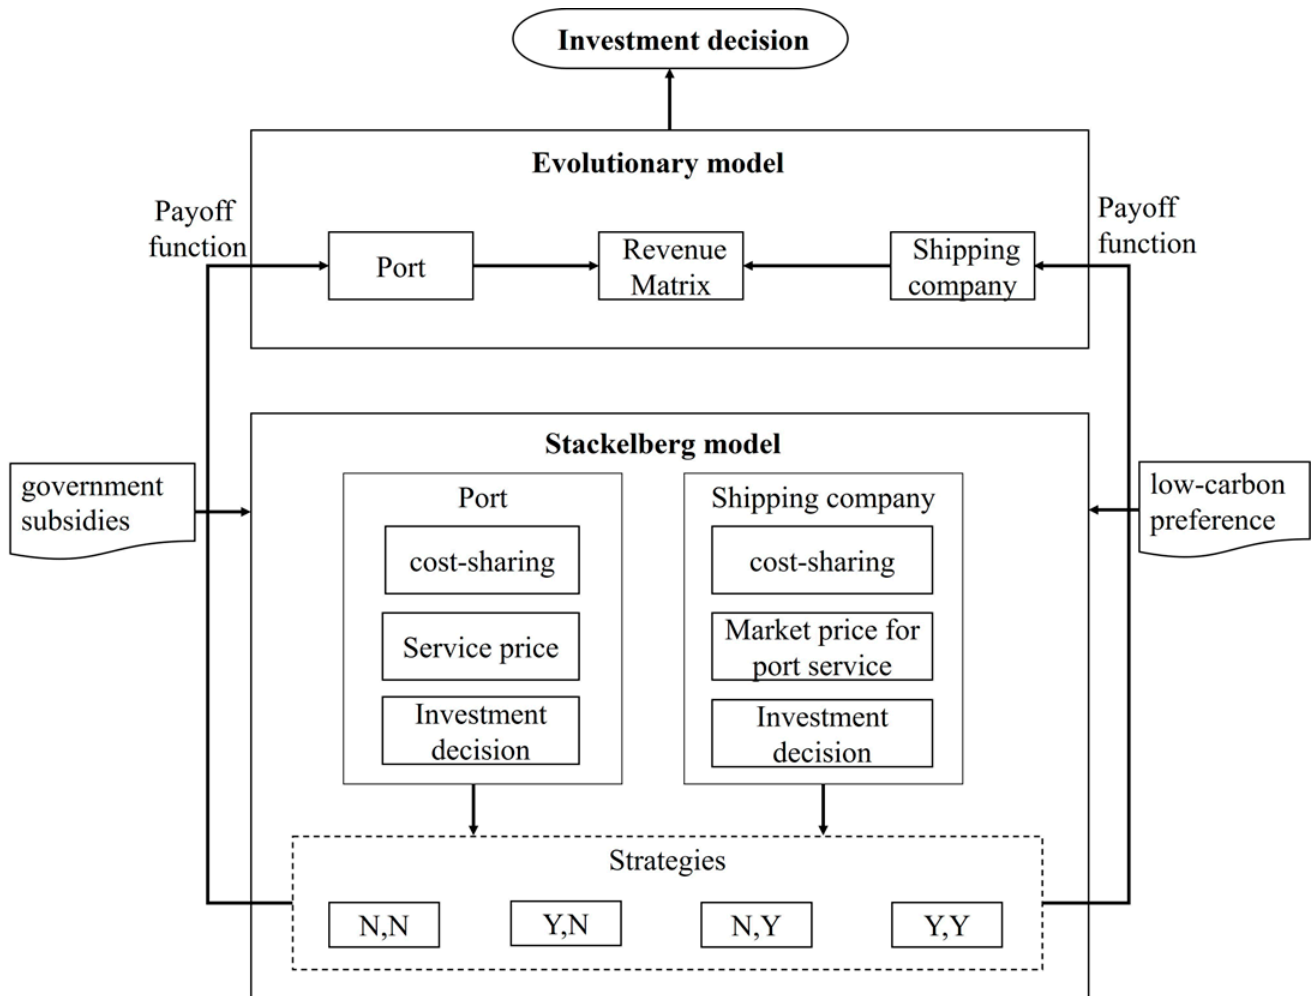 Investment decision
Evolutionary model
Payoff
function
Port
Revenue
Matrix
Shipping
company
Payoff
function
Stackelberg model
government
subsidies
low-carbon
preference
Port
cost-sharing
Service price
Investment
decision
Shipping company
cost-sharing
Market price for
port service
Investment
decision
Strategies
N,N
Y,N
N,Y
Y,Y